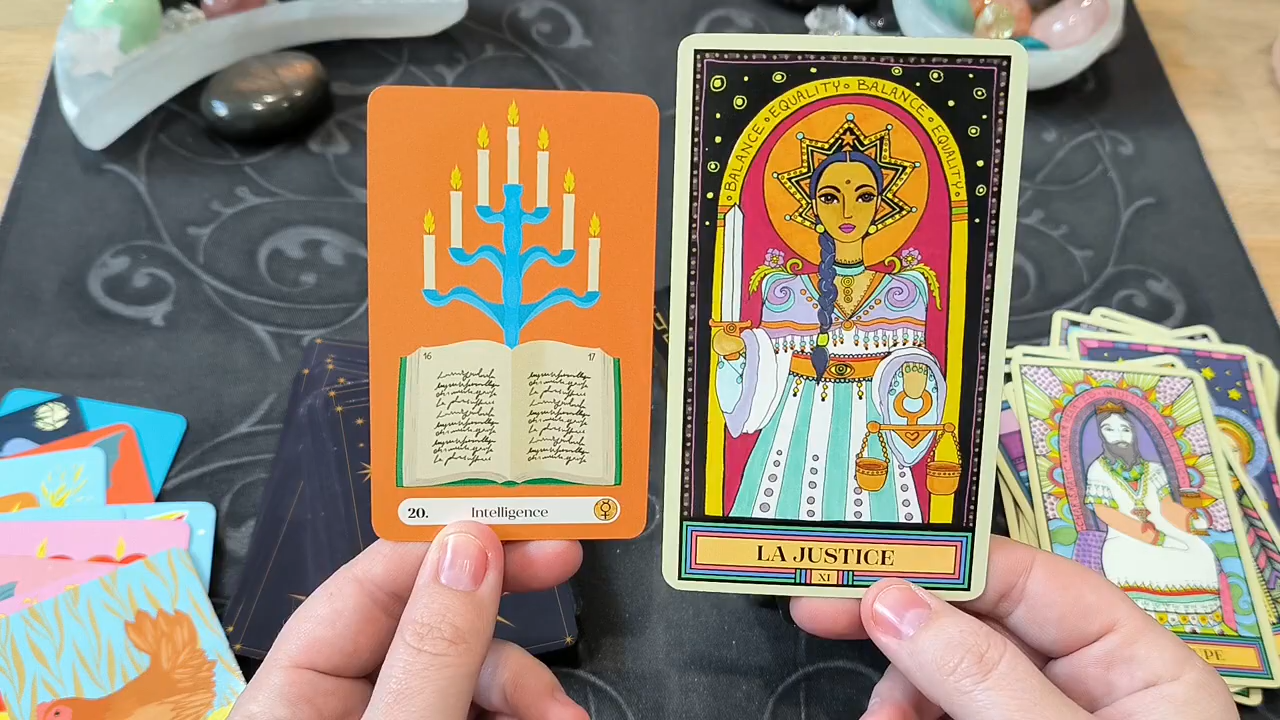 16
17
20. Intelligence
BALANCE • EQUALITY • BALANCE • EQUALITY
LA JUSTICE
XI